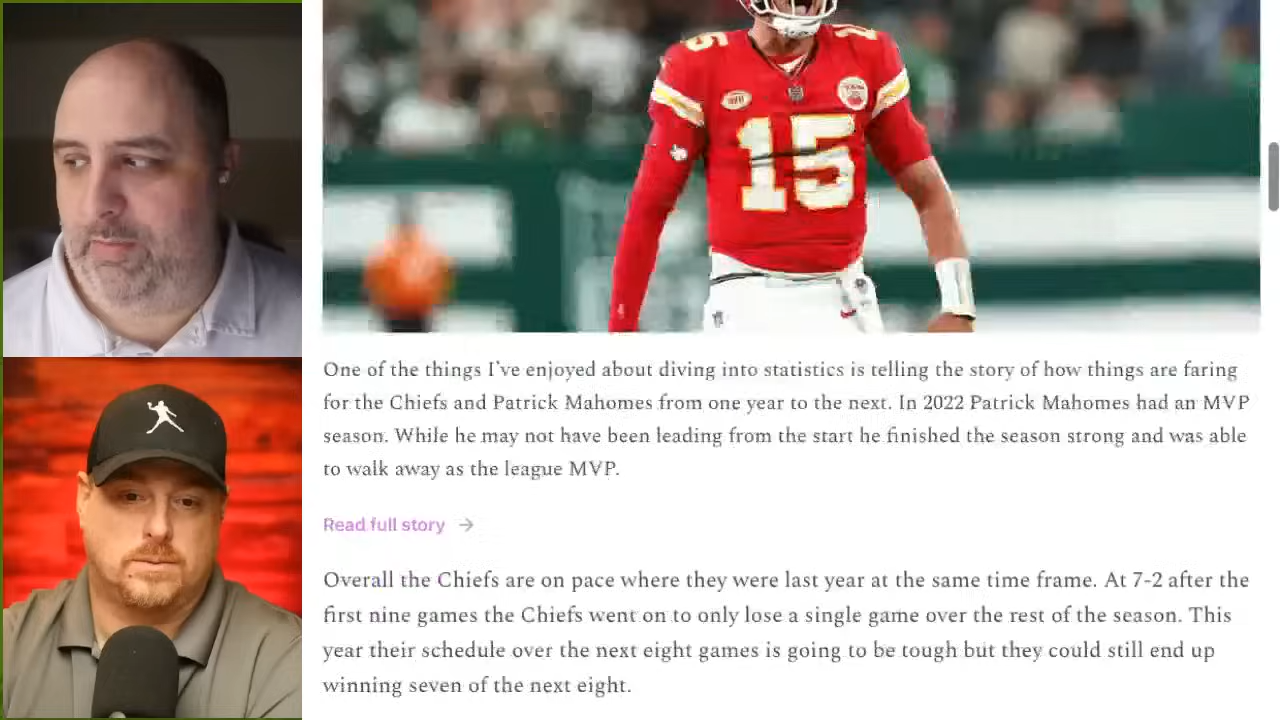 15
15
One of the things I've enjoyed about diving into statistics is telling the story of how things are faring
for the Chiefs and Patrick Mahomes from one year to the next. In 2022 Patrick Mahomes had an MVP
season. While he may not have been leading from the start he finished the season strong and was able
to walk away as the league MVP.
Read full story →
Overall the Chiefs are on pace where they were last year at the same time frame. At 7-2 after the
first nine games the Chiefs went on to only lose a single game over the rest of the season. This
year their schedule over the next eight games is going to be tough but they could still end up
winning seven of the next eight.